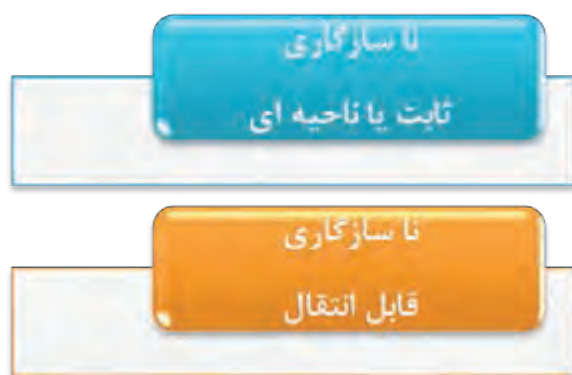 نا سازگاری
ثابت یا ناحیه ای
نا سازگاری
قابل انتقال